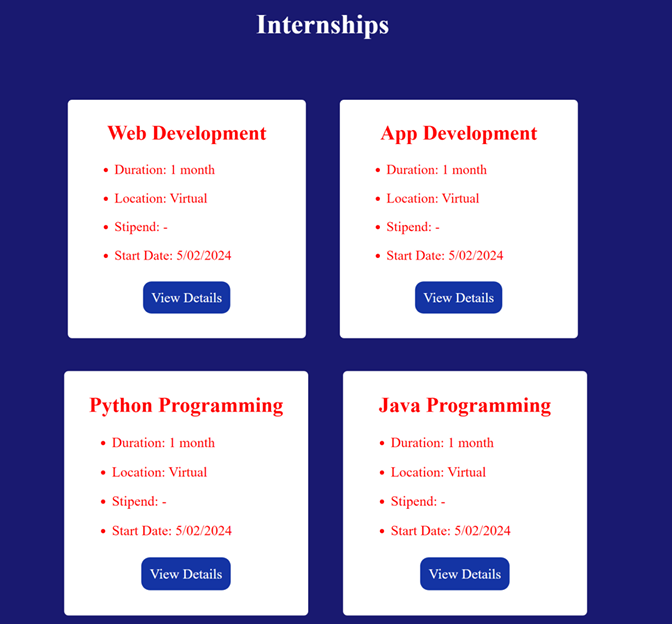 Internships
Web Development
• Duration: 1 month
• Location: Virtual
• Stipend: -
• Start Date: 5/02/2024
View Details
App Development
• Duration: 1 month
• Location: Virtual
• Stipend: -
• Start Date: 5/02/2024
View Details
Python Programming
• Duration: 1 month
• Location: Virtual
• Stipend: -
• Start Date: 5/02/2024
View Details
Java Programming
• Duration: 1 month
• Location: Virtual
• Stipend: -
• Start Date: 5/02/2024
View Details